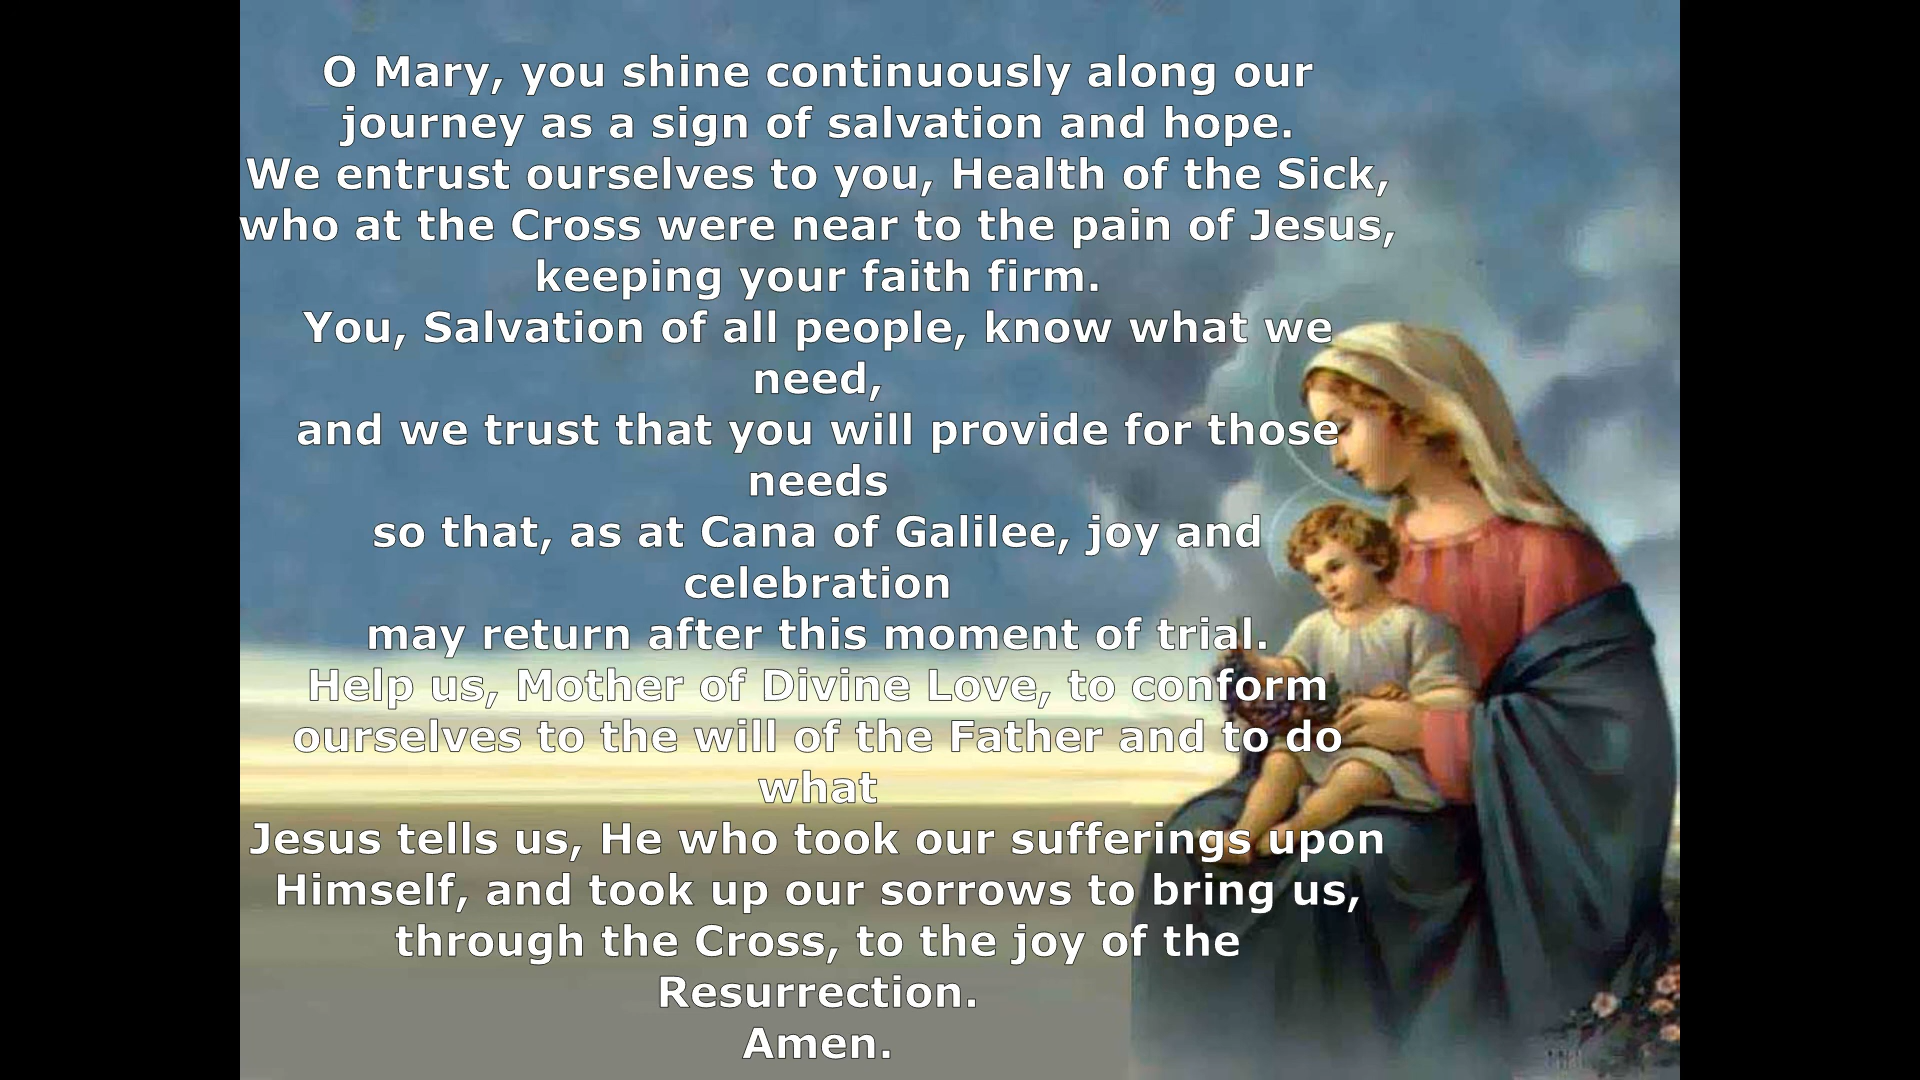 O Mary, you shine continuously along our
journey as a sign of salvation and hope.
We entrust ourselves to you, Health of the Sick,
who at the Cross were near to the pain of Jesus,
keeping your faith firm.
You, Salvation of all people, know what we
need,
and we trust that you will provide for those
needs
so that, as at Cana of Galilee, joy and
celebration
may return after this moment of trial.
Help us, Mother of Divine Love, to conform
ourselves to the will of the Father and to do
what
Jesus tells us, He who took our sufferings upon
Himself, and took up our sorrows to bring us,
through the Cross, to the joy of the
Resurrection.
Amen.